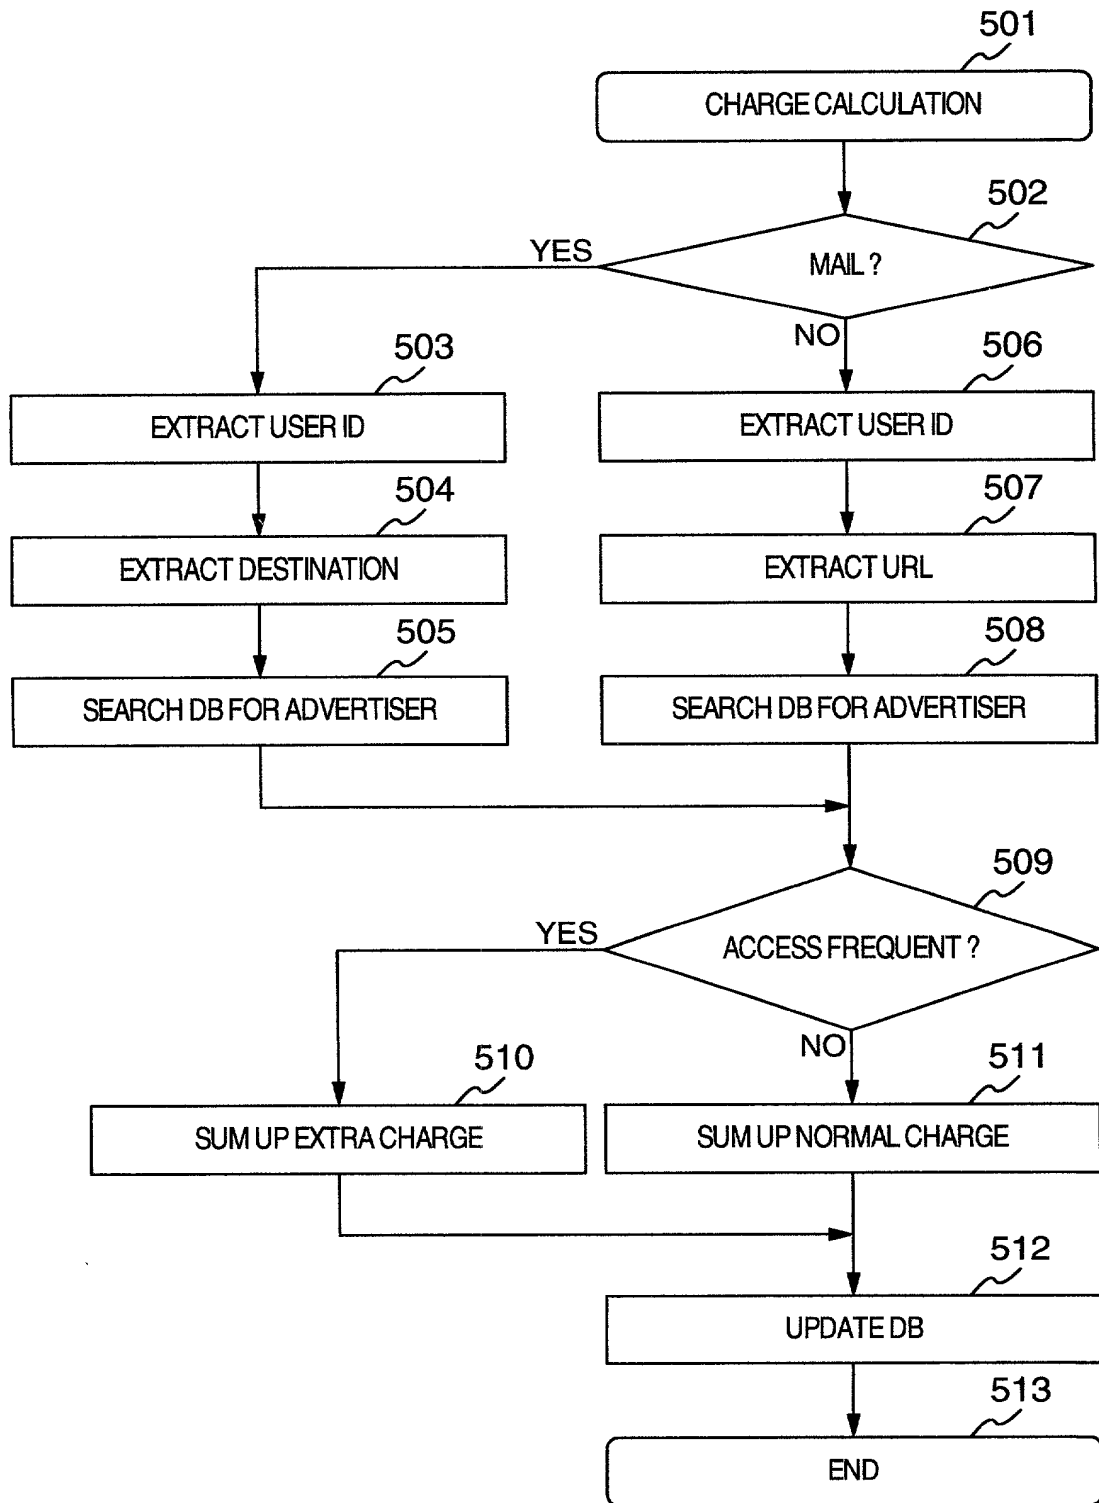 501
CHARGE CALCULATION
502
YES
MAIL ?
NO
503
506
EXTRACT USER ID
EXTRACT USER ID
504
507
EXTRACT DESTINATION
EXTRACT URL
505
508
SEARCH DB FOR ADVERTISER
SEARCH DB FOR ADVERTISER
509
YES
ACCESS FREQUENT ?
NO
510
511
SUM UP EXTRA CHARGE
SUM UP NORMAL CHARGE
512
UPDATE DB
513
END